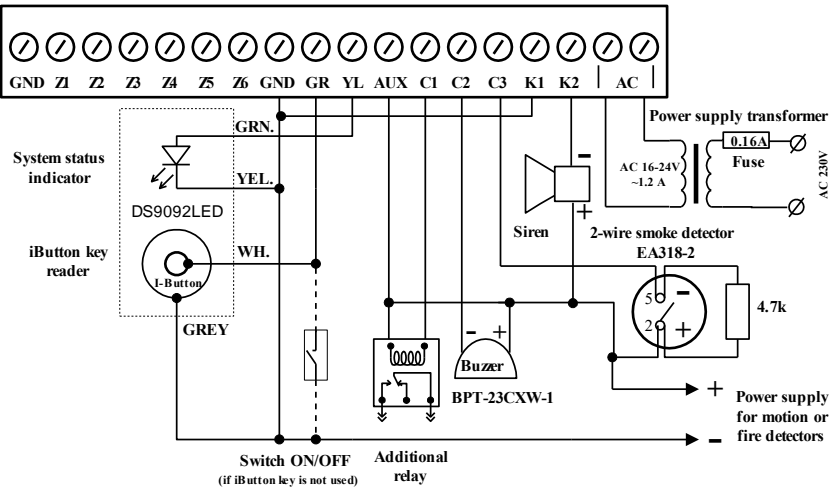 GND Z1 Z2 Z3 Z4 Z5 Z6 GND GR YL AUX C1 C2 C3 K1 K2 | AC |
GRN.
System status
indicator
YEL.
DS9092LED
iButton key
reader
WH.
I-Button
GREY
Switch ON/OFF
(if iButton key is not used)
Additional
relay
- +
Buzzer
BPT-23CXW-1
-
+
Siren
Power supply transformer
0.16A
Fuse
AC 16-24V
~1.2 A
AC 230V
2-wire smoke detector
EA318-2
5 -
2 +
4.7k
+
Power supply
for motion or
fire detectors
-